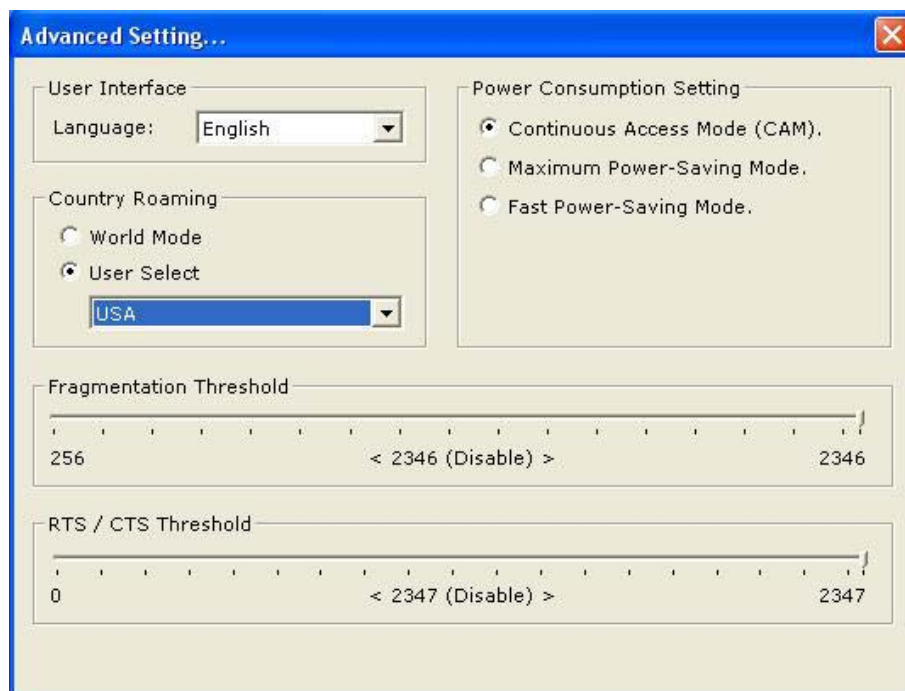 Advanced Setting...
User Interface
Language: English
Country Roaming
World Mode
User Select
USA
Power Consumption Setting
Continuous Access Mode (CAM).
Maximum Power-Saving Mode.
Fast Power-Saving Mode.
Fragmentation Threshold
256 < 2346 (Disable) > 2346
RTS / CTS Threshold
0 < 2347 (Disable) > 2347